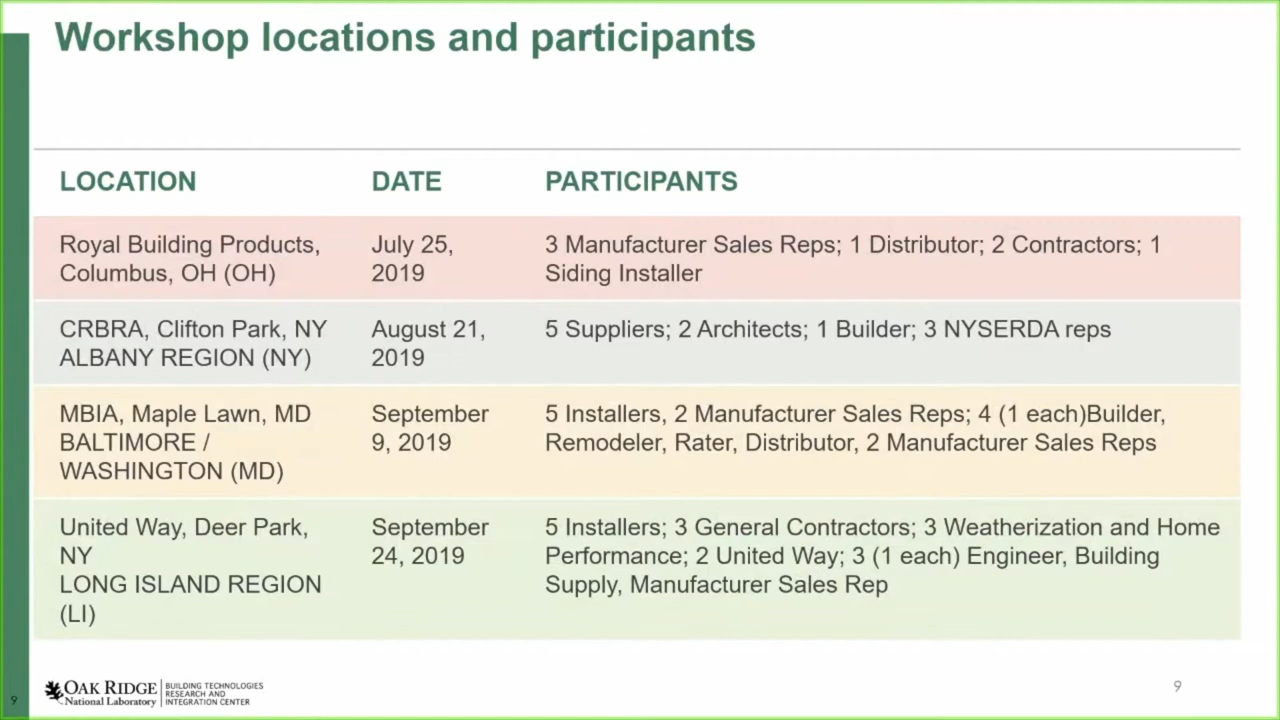 Workshop locations and participants
LOCATION
DATE
PARTICIPANTS
Royal Building Products,
Columbus, OH (OH)
July 25,
2019
3 Manufacturer Sales Reps; 1 Distributor; 2 Contractors; 1
Siding Installer
CRBRA, Clifton Park, NY
ALBANY REGION (NY)
August 21,
2019
5 Suppliers; 2 Architects; 1 Builder; 3 NYSERDA reps
MBIA, Maple Lawn, MD
BALTIMORE /
WASHINGTON (MD)
September
9, 2019
5 Installers, 2 Manufacturer Sales Reps; 4 (1 each)Builder,
Remodeler, Rater, Distributor, 2 Manufacturer Sales Reps
United Way, Deer Park,
NY
LONG ISLAND REGION
(LI)
September
24, 2019
5 Installers; 3 General Contractors; 3 Weatherization and Home
Performance; 2 United Way; 3 (1 each) Engineer, Building
Supply, Manufacturer Sales Rep
9
OAK RIDGE
National Laboratory
BUILDING TECHNOLOGIES
RESEARCH AND
INTEGRATION CENTER
9